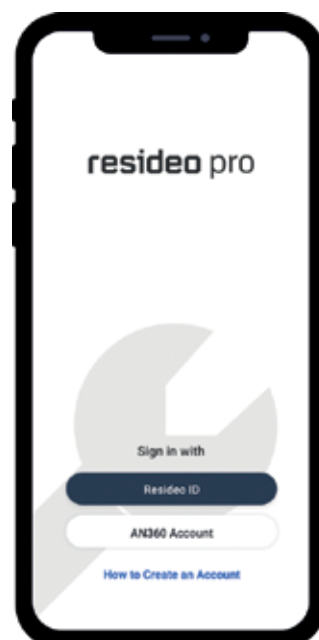 resideo pro
Sign in with
Resideo ID
AN360 Account
How to Create an Account